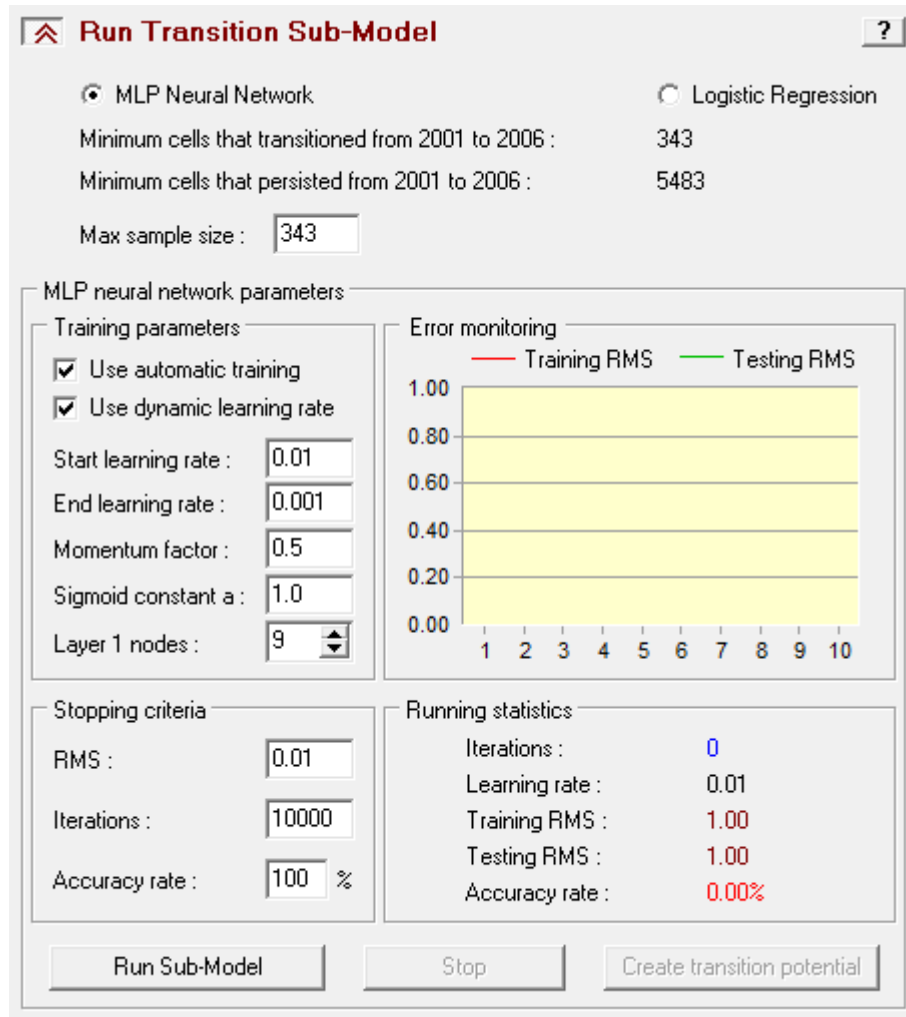 Run Transition Sub-Model ?
MLP Neural Network Logistic Regression
Minimum cells that transitioned from 2001 to 2006 : 343
Minimum cells that persisted from 2001 to 2006 : 5483
Max sample size : 343
MLP neural network parameters
Training parameters
Use automatic training
Use dynamic learning rate
Start learning rate : 0.01
End learning rate : 0.001
Momentum factor : 0.5
Sigmoid constant a : 1.0
Layer 1 nodes : 9
Error monitoring
Training RMS Testing RMS
1.00
0.80
0.60
0.40
0.20
0.00
1 2 3 4 5 6 7 8 9 10
Stopping criteria
RMS : 0.01
Iterations : 10000
Accuracy rate : 100 %
Running statistics
Iterations : 0
Learning rate : 0.01
Training RMS : 1.00
Testing RMS : 1.00
Accuracy rate : 0.00%
Run Sub-Model Stop Create transition potential